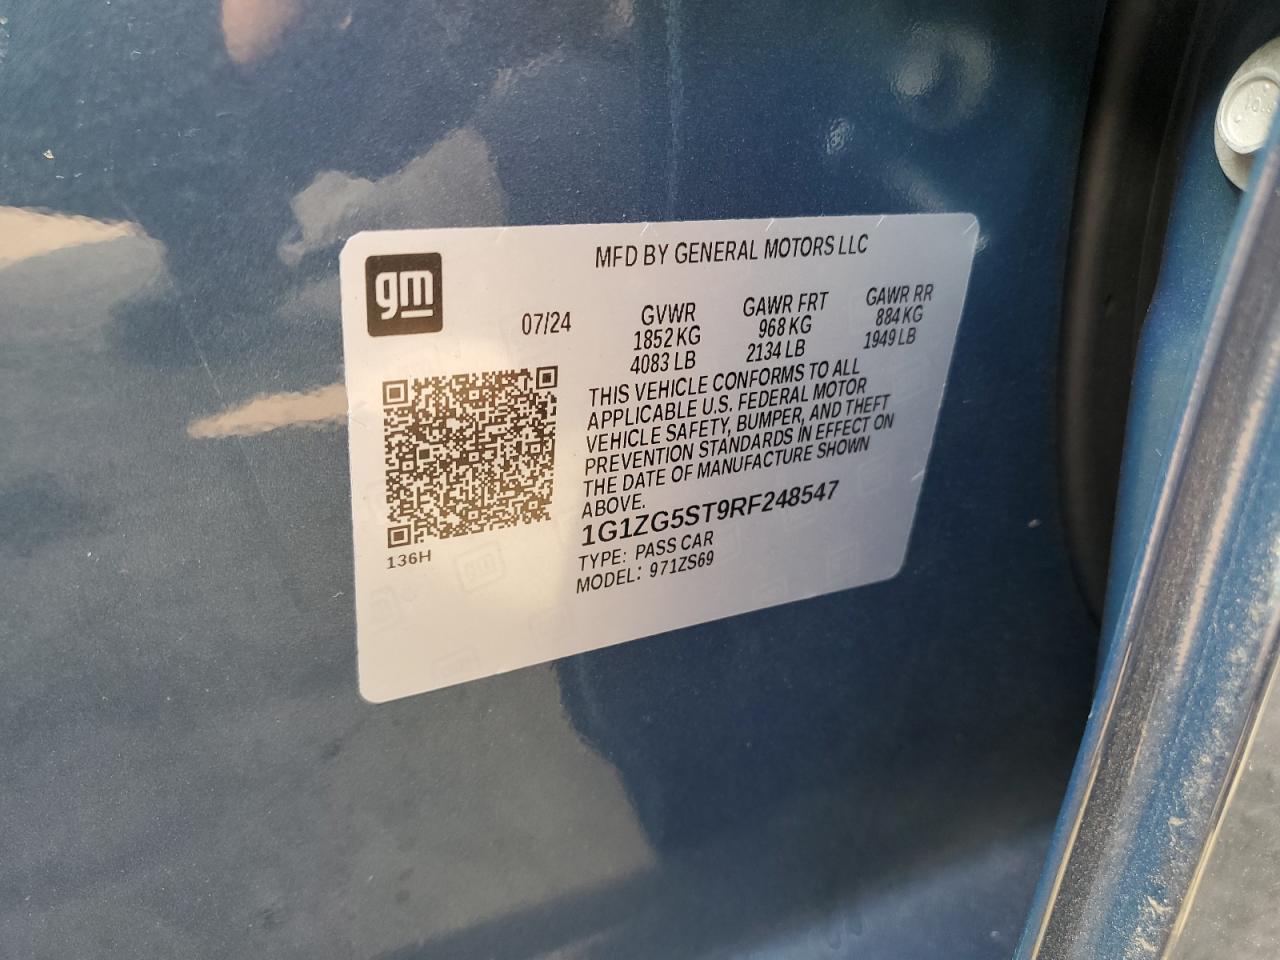 gm
MFD BY GENERAL MOTORS LLC
07/24
GVWR
1852 KG
4083 LB
GAWR FRT
968 KG
2134 LB
GAWR RR
884 KG
1949 LB
THIS VEHICLE CONFORMS TO ALL
APPLICABLE U.S. FEDERAL MOTOR
VEHICLE SAFETY, BUMPER, AND THEFT
PREVENTION STANDARDS IN EFFECT ON
THE DATE OF MANUFACTURE SHOWN
ABOVE.
1G1ZG5ST9RF248547
TYPE: PASS CAR
MODEL: 971ZS69
136H